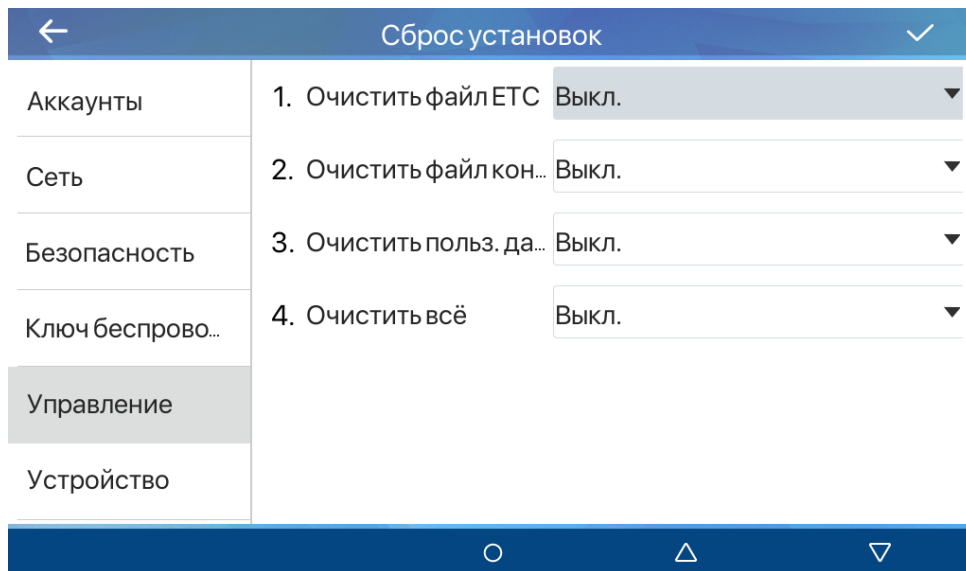 Сброс установок
Аккаунты
Сеть
Безопасность
Ключ беспрово...
Управление
Устройство
1. Очистить файл ETC Выкл.
2. Очистить файл кон... Выкл.
3. Очистить польз. да... Выкл.
4. Очистить всё Выкл.